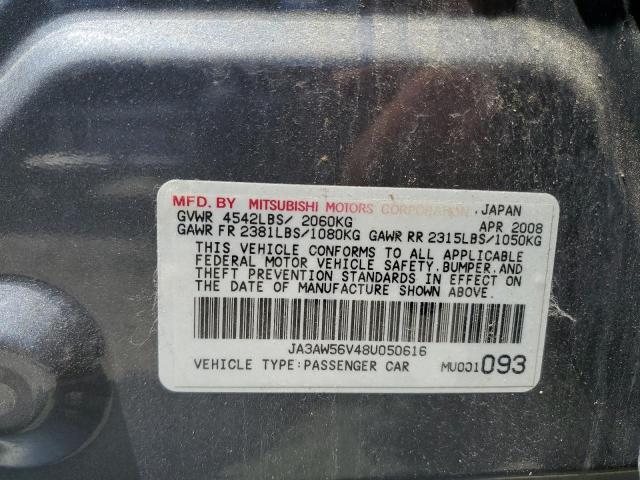 MFD. BY MITSUBISHI MOTORS CORPORATION, JAPAN
GVWR 4542LBS/ 2060KG APR 2008
GAWR FR 2381LBS/1080KG GAWR RR 2315LBS/1050KG
THIS VEHICLE CONFORMS TO ALL APPLICABLE
FEDERAL MOTOR VEHICLE SAFETY, BUMPER, AND
THEFT PREVENTION STANDARDS IN EFFECT ON
THE DATE OF MANUFACTURE SHOWN ABOVE.
JA3AW56V48U050616
VEHICLE TYPE:PASSENGER CAR MU001093